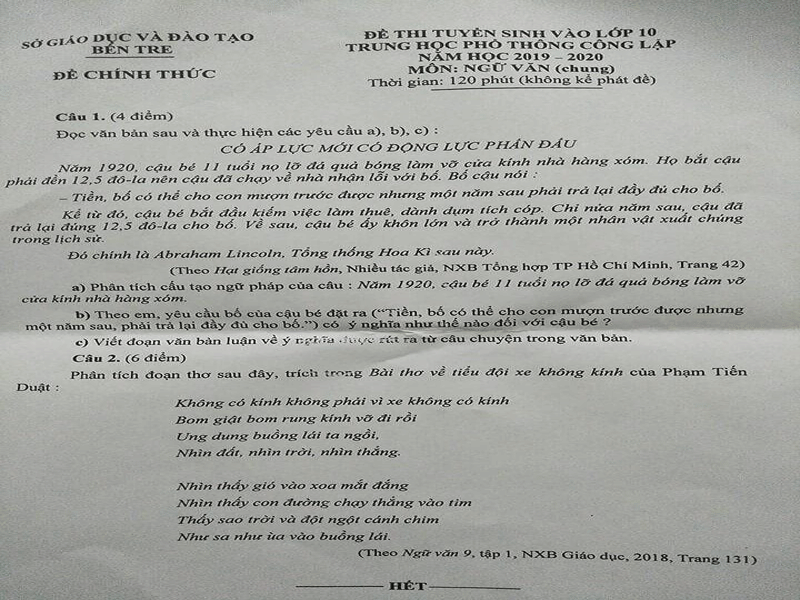 SỞ GIÁO DỤC VÀ ĐÀO TẠO
BẾN TRE
ĐỀ CHÍNH THỨC
ĐỀ THI TUYỂN SINH VÀO LỚP 10
TRUNG HỌC PHỔ THÔNG CÔNG LẬP
NĂM HỌC 2019 – 2020
MÔN: NGỮ VĂN (chung)
Thời gian: 120 phút (không kể phát đề)
Câu 1. (4 điểm)
Đọc văn bản sau và thực hiện các yêu cầu a), b), c) :
CÓ ÁP LỰC MỚI CÓ ĐỘNG LỰC PHẤN ĐẤU
Năm 1920, cậu bé 11 tuổi nọ lỡ đá quả bóng làm vỡ cửa kính nhà hàng xóm. Họ bắt cậu
phải đền 12,5 đô-la nên cậu đã chạy về nhà nhận lỗi với bố. Bố cậu nói :
– Tiền, bố có thể cho con mượn trước được nhưng một năm sau phải trả lại đầy đủ cho bố.
Kể từ đó, cậu bé bắt đầu kiếm việc làm thuê, dành dụm tích cóp. Chỉ nửa năm sau, cậu đã
trả lại đúng 12,5 đô-la cho bố. Về sau, cậu bé ấy khôn lớn và trở thành một nhân vật xuất chúng
trong lịch sử.
Đó chính là Abraham Lincoln, Tổng thống Hoa Kì sau này.
(Theo Hạt giống tâm hồn, Nhiều tác giả, NXB Tổng hợp TP Hồ Chí Minh, Trang 42)
a) Phân tích cấu tạo ngữ pháp của câu : Năm 1920, cậu bé 11 tuổi nọ lỡ đá quả bóng làm vỡ
cửa kính nhà hàng xóm.
b) Theo em, yêu cầu bố của cậu bé đặt ra (“Tiền, bố có thể cho con mượn trước được nhưng
một năm sau, phải trả lại đầy đủ cho bố.”) có ý nghĩa như thế nào đối với cậu bé ?
c) Viết đoạn văn bàn luận về ý nghĩa được rút ra từ câu chuyện trong văn bản.
Câu 2. (6 điểm)
Phân tích đoạn thơ sau đây, trích trong Bài thơ về tiểu đội xe không kính của Phạm Tiến
Duật :
Không có kính không phải vì xe không có kính
Bom giật bom rung kính vỡ đi rồi
Ung dung buồng lái ta ngồi,
Nhìn đất, nhìn trời, nhìn thẳng.
Nhìn thấy gió vào xoa mắt đắng
Nhìn thấy con đường chạy thẳng vào tim
Thấy sao trời và đột ngột cánh chim
Như sa như ùa vào buồng lái.
(Theo Ngữ văn 9, tập 1, NXB Giáo dục, 2018, Trang 131)
HẾT